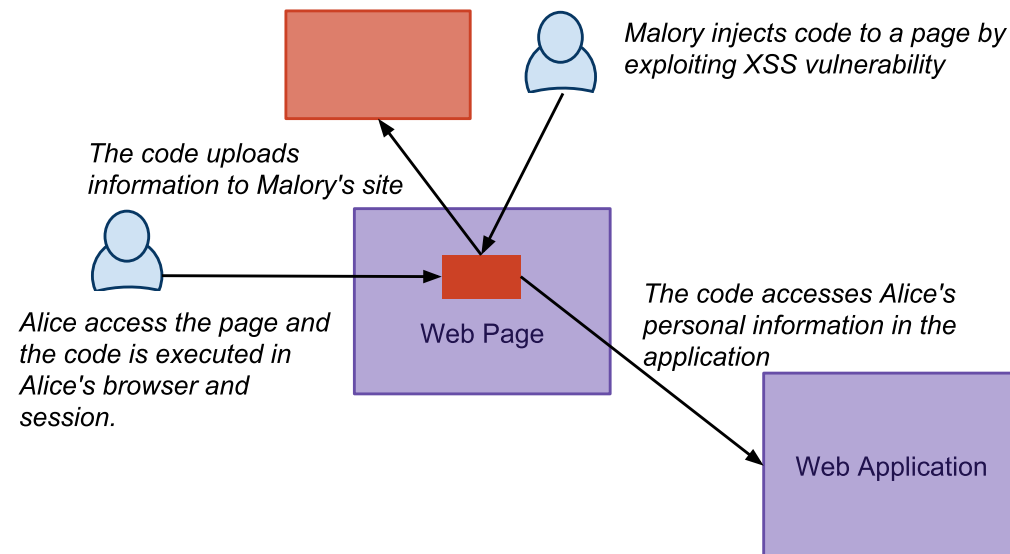 Malory injects code to a page by
exploiting XSS vulnerability
The code uploads
information to Malory's site
Alice access the page and
the code is executed in
Alice's browser and
session.
Web Page
The code accesses Alice's
personal information in the
application
Web Application